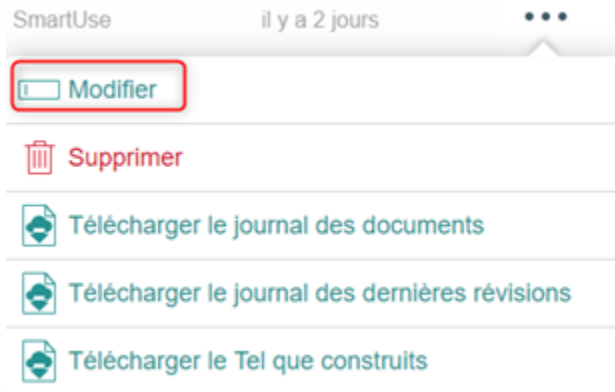 SmartUse il y a 2 jours •••
Modifier
Supprimer
Télécharger le journal des documents
Télécharger le journal des dernières révisions
Télécharger le Tel que construits